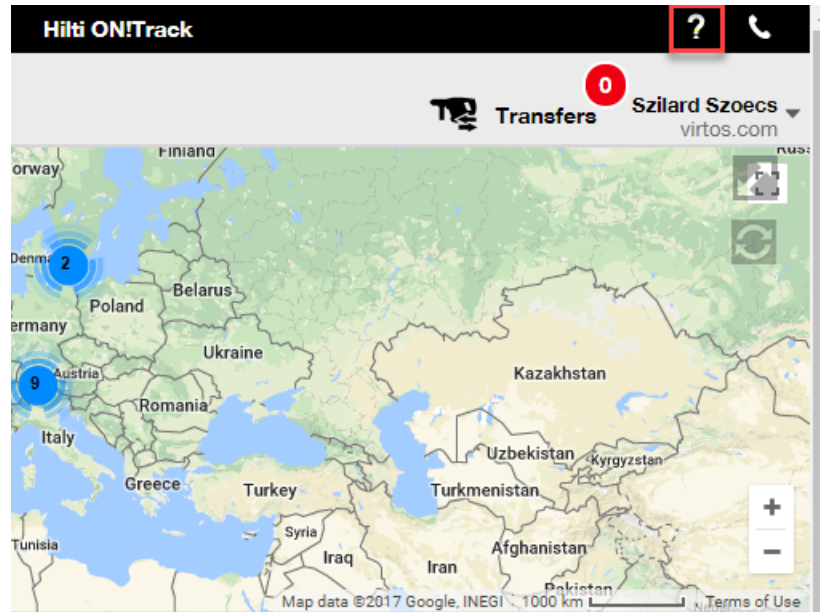 Hilti ON!Track
?
0
Transfers
Szilard Szoecs
virtos.com
Finland
orway
Russ
Denm
2
Belarus
Poland
ermany
Ukraine
Austria
9
Kazakhstan
Romania
Italy
Uzbekistan
Kyrgyzstan
Greece
Turkey
Turkmenistan
Syria
Tunisia
Iraq
Iran
Afghanistan
Pakistan
+
−
Map data ©2017 Google, INEGI
1000 km
Terms of Use